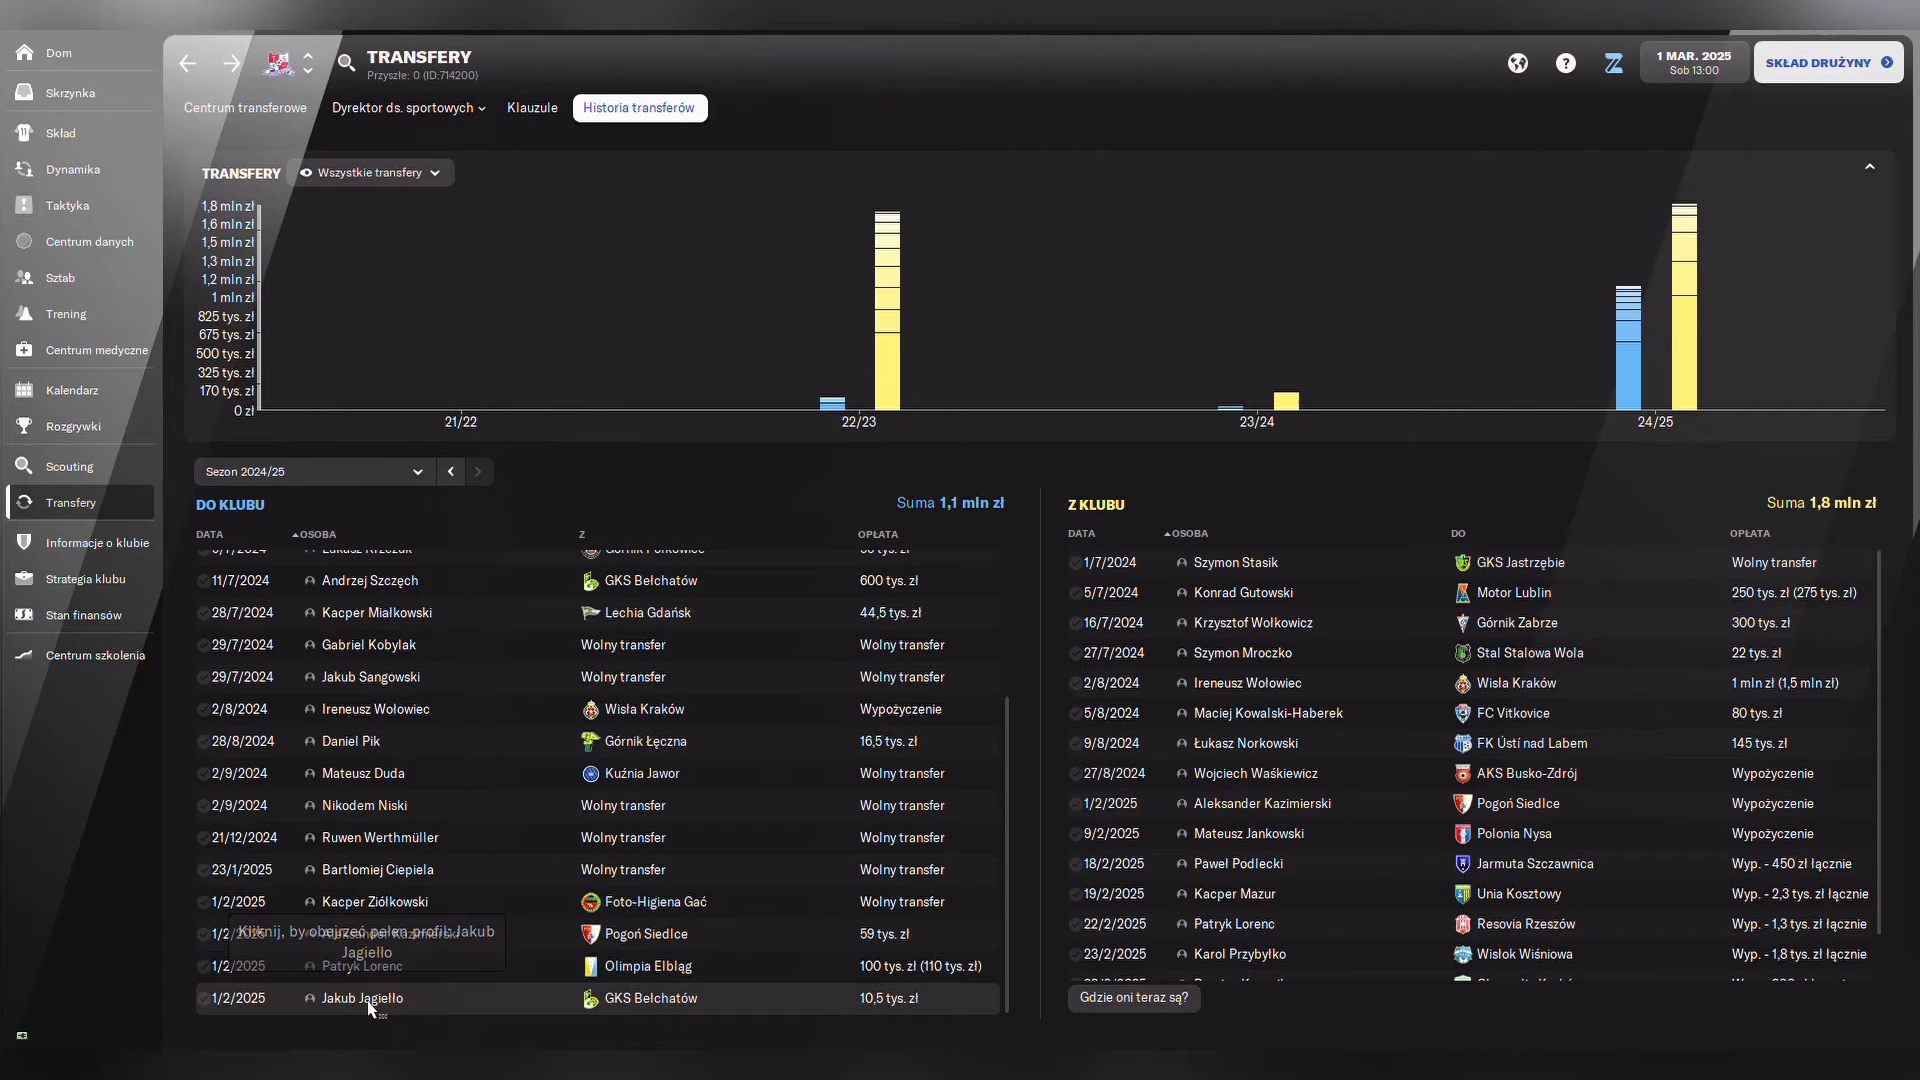 Dom
Skrzynka
Skład
Dynamika
Taktyka
Centrum danych
Sztab
Trening
Centrum medyczne
Kalendarz
Rozgrywki
Scouting
Transfery
Informacje o klubie
Strategia klubu
Stan finansów
Centrum szkolenia
TRANSFERY
Przyszłe: 0 (ID:714200)
1 MAR. 2025
Sob 13:00
SKŁAD DRUŻYNY
Centrum transferowe Dyrektor ds. sportowych Klauzule Historia transferów
TRANSFERY Wszystkie transfery
1,8 mln zł
1,6 mln zł
1,5 mln zł
1,3 mln zł
1,2 mln zł
1 mln zł
825 tys. zł
675 tys. zł
500 tys. zł
325 tys. zł
170 tys. zł
0 zł
21/22 22/23 23/24 24/25
Sezon 2024/25
DO KLUBU Suma 1,1 mln zł
DATA OSOBA Z OPŁATA
11/7/2024 Andrzej Szczęch GKS Bełchatów 600 tys. zł
28/7/2024 Kacper Miałkowski Lechia Gdańsk 44,5 tys. zł
29/7/2024 Gabriel Kobylak Wolny transfer Wolny transfer
29/7/2024 Jakub Sangowski Wolny transfer Wolny transfer
2/8/2024 Ireneusz Wołowiec Wisła Kraków Wypożyczenie
28/8/2024 Daniel Pik Górnik Łęczna 16,5 tys. zł
2/9/2024 Mateusz Duda Kuźnia Jawor Wolny transfer
2/9/2024 Nikodem Niski Wolny transfer Wolny transfer
21/12/2024 Ruwen Werthmüller Wolny transfer Wolny transfer
23/1/2025 Bartłomiej Ciepiela Wolny transfer Wolny transfer
1/2/2025 Kacper Ziółkowski Foto-Higiena Gać Wolny transfer
1/2/2025 Aleksander Kazimierski Pogoń Siedlce 59 tys. zł
Kliknij, by obejrzeć pełen profil: Jakub
Jagiełło
1/2/2025 Patryk Lorenc Olimpia Elbląg 100 tys. zł (110 tys. zł)
1/2/2025 Jakub Jagiełło GKS Bełchatów 10,5 tys. zł
Z KLUBU Suma 1,8 mln zł
DATA OSOBA DO OPŁATA
1/7/2024 Szymon Stasik GKS Jastrzębie Wolny transfer
5/7/2024 Konrad Gutowski Motor Lublin 250 tys. zł (275 tys. zł)
16/7/2024 Krzysztof Wołkowicz Górnik Zabrze 300 tys. zł
27/7/2024 Szymon Mroczko Stal Stalowa Wola 22 tys. zł
2/8/2024 Ireneusz Wołowiec Wisła Kraków 1 mln zł (1,5 mln zł)
5/8/2024 Maciej Kowalski-Haberek FC Vitkovice 80 tys. zł
9/8/2024 Łukasz Norkowski FK Ústí nad Labem 145 tys. zł
27/8/2024 Wojciech Waśkiewicz AKS Busko-Zdrój Wypożyczenie
1/2/2025 Aleksander Kazimierski Pogoń Siedlce Wypożyczenie
9/2/2025 Mateusz Jankowski Polonia Nysa Wypożyczenie
18/2/2025 Paweł Podlecki Jarmuta Szczawnica Wyp. - 450 zł łącznie
19/2/2025 Kacper Mazur Unia Kosztowy Wyp. - 2,3 tys. zł łącznie
22/2/2025 Patryk Lorenc Resovia Rzeszów Wyp. - 1,3 tys. zł łącznie
23/2/2025 Karol Przybyłko Wisłok Wiśniowa Wyp. - 1,8 tys. zł łącznie
Gdzie oni teraz są?